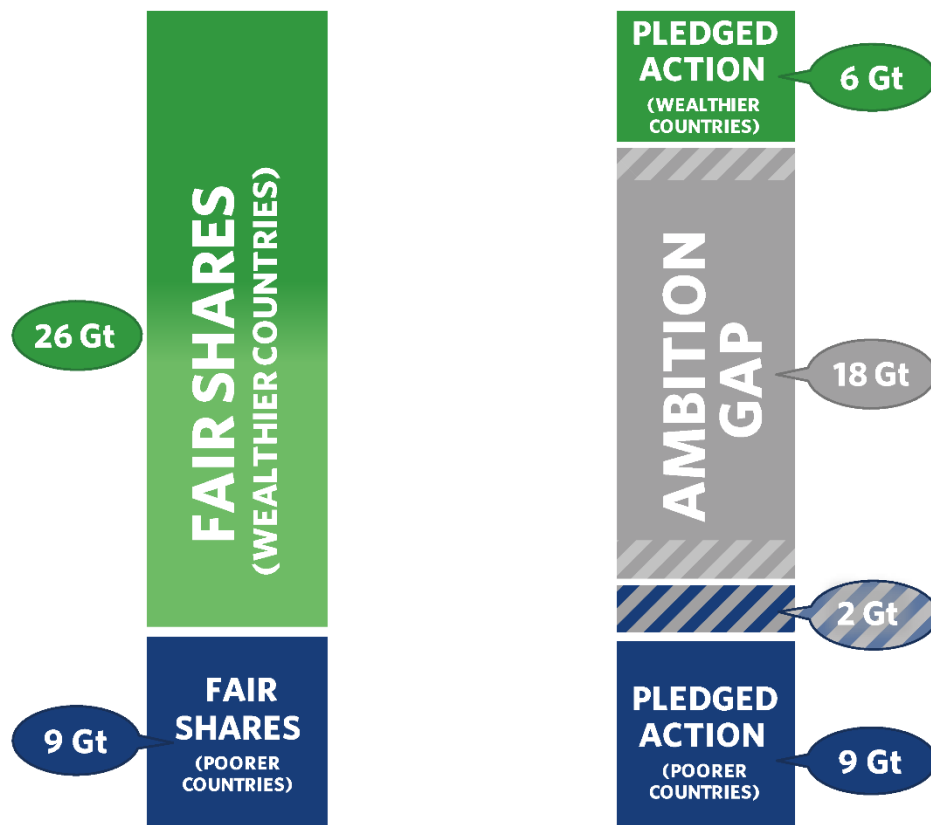 26 Gt
FAIR SHARES
(WEALTHIER COUNTRIES)
9 Gt
FAIR
SHARES
(POORER
COUNTRIES)
PLEDGED
ACTION
(WEALTHIER
COUNTRIES)
6 Gt
AMBITION
GAP
18 Gt
2 Gt
PLEDGED
ACTION
(POORER
COUNTRIES)
9 Gt